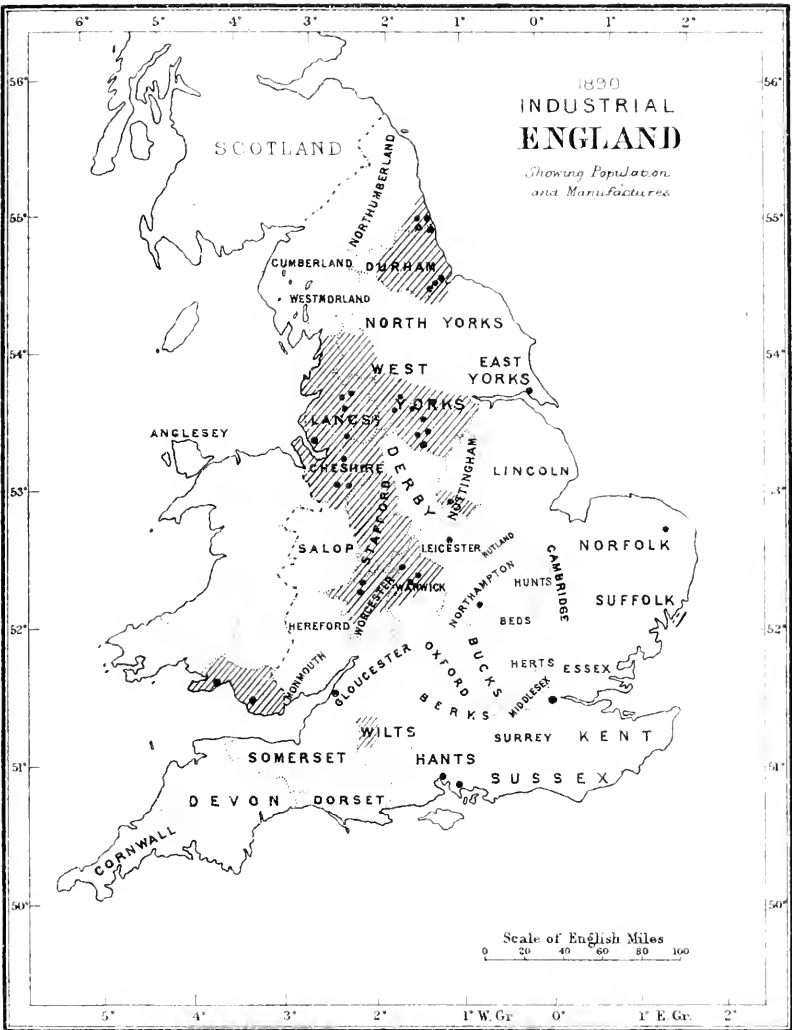 6° 4° 3° 2° 1° 0° 1° 2°
56° 56°
1890
INDUSTRIAL
ENGLAND
Showing Population
and Manufactures
SCOTLAND
NORTHUMBERLAND
55° 55°
CUMBERLAND
DURHAM
WESTMORLAND
NORTH YORKS
54° 54°
WEST
YORKS
EAST
YORKS
LANCS
ANGLESEY
CHESHIRE
DERBY
NOTTINGHAM
LINCOLN
53° 53°
STAFFORD
SALOP
LEICESTER
RUTLAND
NORFOLK
WARWICK
WORCESTER
NORTHAMPTON
HUNTS
CAMBRIDGE
SUFFOLK
BEDS
HEREFORD
52° 52°
MONMOUTH
GLOUCESTER
OXFORD
BUCKS
HERTS
ESSEX
MIDDLESEX
BERKS
WILTS
SURREY
KENT
SOMERSET
HANTS
SUSSEX
51° 51°
DEVON
DORSET
CORNWALL
50° 50°
Scale of English Miles
0 20 40 60 80 100
5° 4° 3° 2° 1° W. Gr 0° 1° E. Gr.